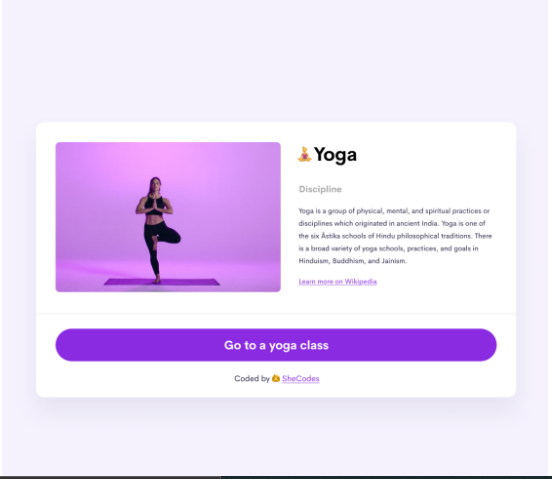 Yoga
Discipline
Yoga is a group of physical, mental, and spiritual practices or
disciplines which originated in ancient India. Yoga is one of
the six Āstika schools of Hindu philosophical traditions. There
is a broad variety of yoga schools, practices, and goals in
Hinduism, Suddhism, and Jainism.
Learn more on Wikipedia
Go to a yoga class
Coded by SheCodes